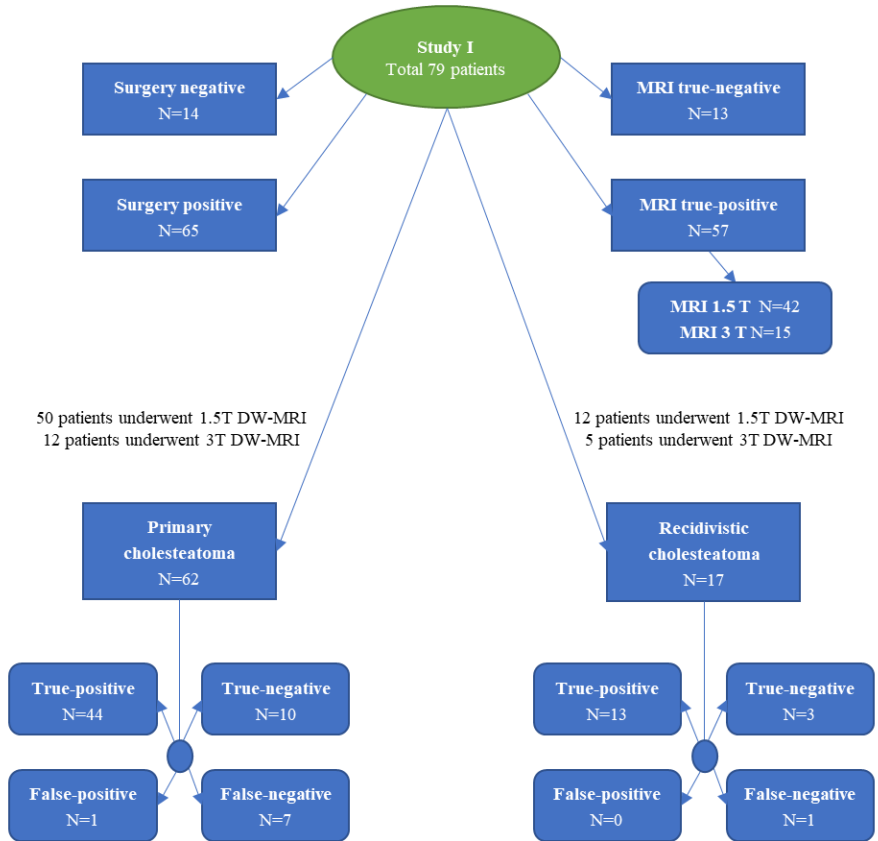 Study I
Total 79 patients
Surgery negative
N=14
MRI true-negative
N=13
Surgery positive
N=65
MRI true-positive
N=57
MRI 1.5 T N=42
MRI 3 T N=15
50 patients underwent 1.5T DW-MRI
12 patients underwent 3T DW-MRI
12 patients underwent 1.5T DW-MRI
5 patients underwent 3T DW-MRI
Primary
cholesteatoma
N=62
Recidivistic
cholesteatoma
N=17
True-positive
N=44
True-negative
N=10
True-positive
N=13
True-negative
N=3
False-positive
N=1
False-negative
N=7
False-positive
N=0
False-negative
N=1